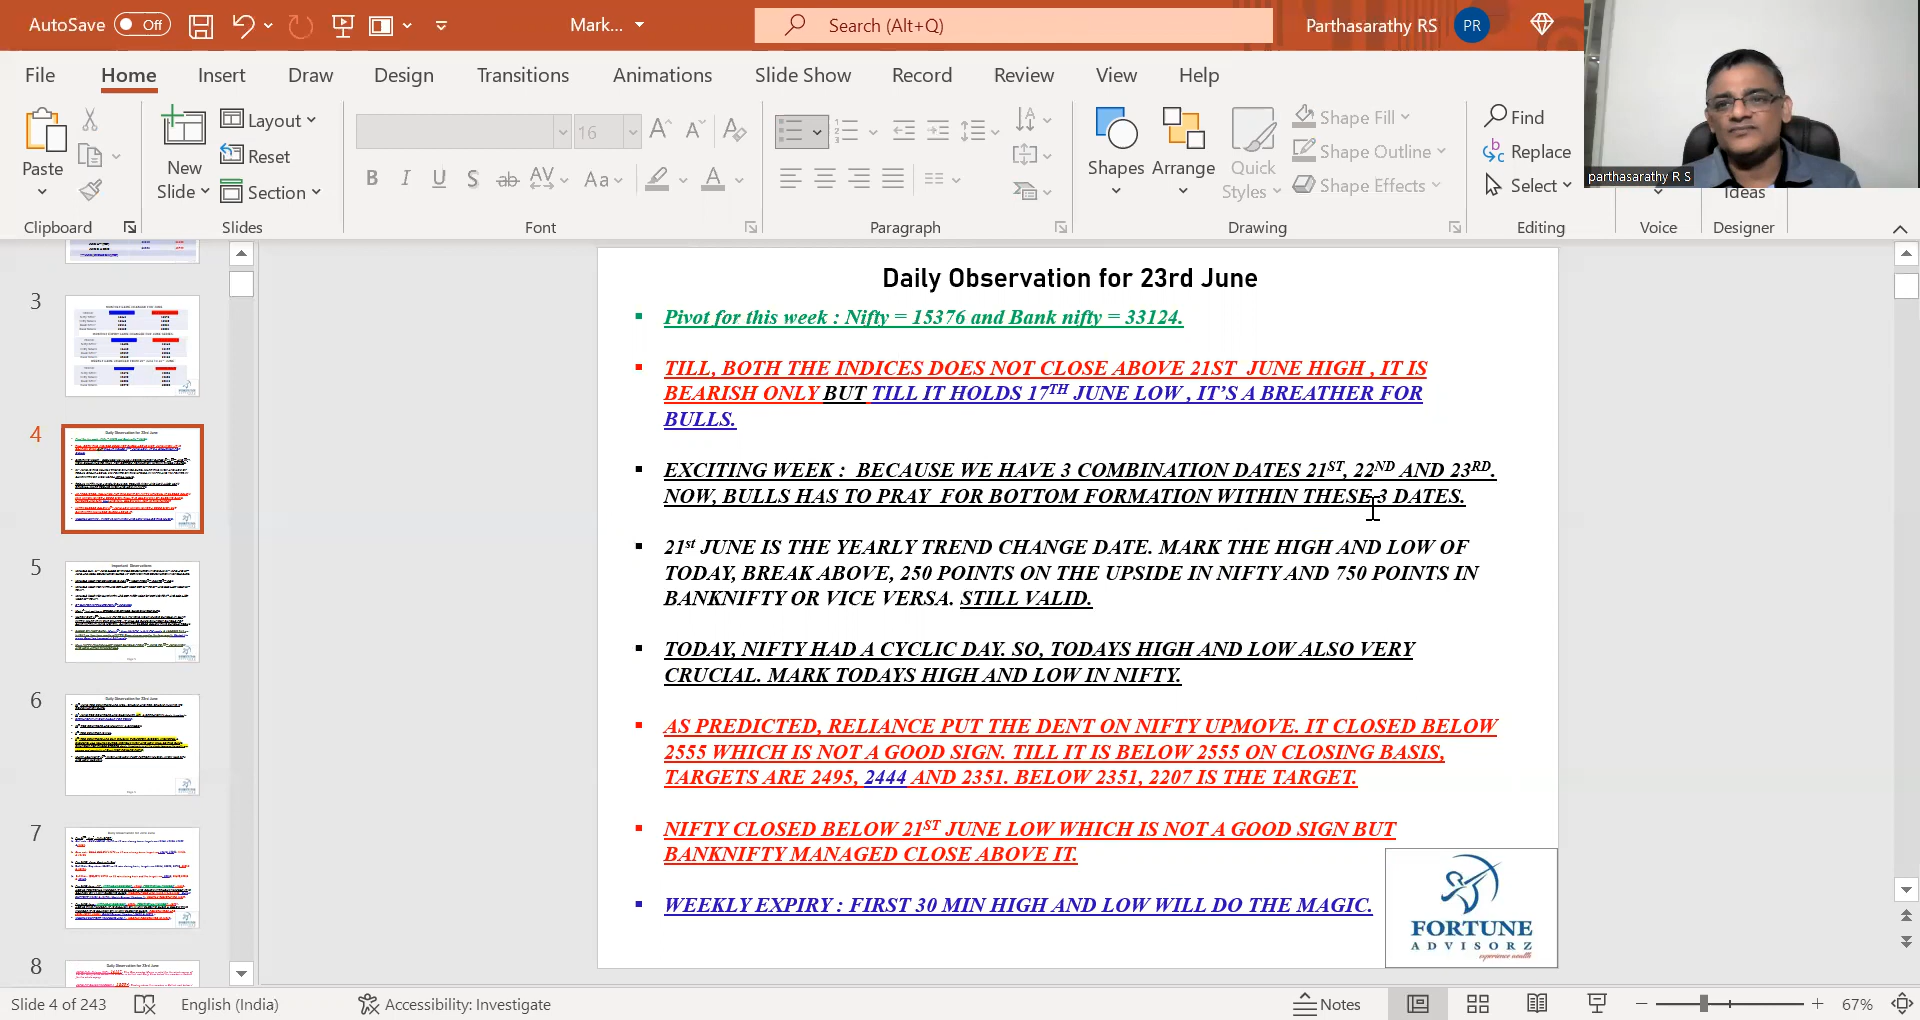 AutoSave Off Mark... Search (Alt+Q) Parthasarathy RS PR
File Home Insert Draw Design Transitions Animations Slide Show Record Review View Help
Paste New Slide Layout Reset Section 16 Shapes Arrange Quick Styles Shape Fill Shape Outline Shape Effects Find Replace Select Ideas
parthasarathy R S
Clipboard Slides Font Paragraph Drawing Editing Voice Designer
3
4
5
6
7
8
Daily Observation for 23rd June
Pivot for this week : Nifty = 15376 and Bank nifty = 33124.
TILL, BOTH THE INDICES DOES NOT CLOSE ABOVE 21ST JUNE HIGH , IT IS
BEARISH ONLY BUT TILL IT HOLDS 17TH JUNE LOW , IT'S A BREATHER FOR
BULLS.
EXCITING WEEK : BECAUSE WE HAVE 3 COMBINATION DATES 21ST, 22ND AND 23RD.
NOW, BULLS HAS TO PRAY FOR BOTTOM FORMATION WITHIN THESE 3 DATES.
21st JUNE IS THE YEARLY TREND CHANGE DATE. MARK THE HIGH AND LOW OF
TODAY, BREAK ABOVE, 250 POINTS ON THE UPSIDE IN NIFTY AND 750 POINTS IN
BANKNIFTY OR VICE VERSA. STILL VALID.
TODAY, NIFTY HAD A CYCLIC DAY. SO, TODAYS HIGH AND LOW ALSO VERY
CRUCIAL. MARK TODAYS HIGH AND LOW IN NIFTY.
AS PREDICTED, RELIANCE PUT THE DENT ON NIFTY UPMOVE. IT CLOSED BELOW
2555 WHICH IS NOT A GOOD SIGN. TILL IT IS BELOW 2555 ON CLOSING BASIS,
TARGETS ARE 2495, 2444 AND 2351. BELOW 2351, 2207 IS THE TARGET.
NIFTY CLOSED BELOW 21ST JUNE LOW WHICH IS NOT A GOOD SIGN BUT
BANKNIFTY MANAGED CLOSE ABOVE IT.
WEEKLY EXPIRY : FIRST 30 MIN HIGH AND LOW WILL DO THE MAGIC.
FORTUNE
ADVISORZ
experience wealth
Slide 4 of 243 English (India) Accessibility: Investigate Notes 67%